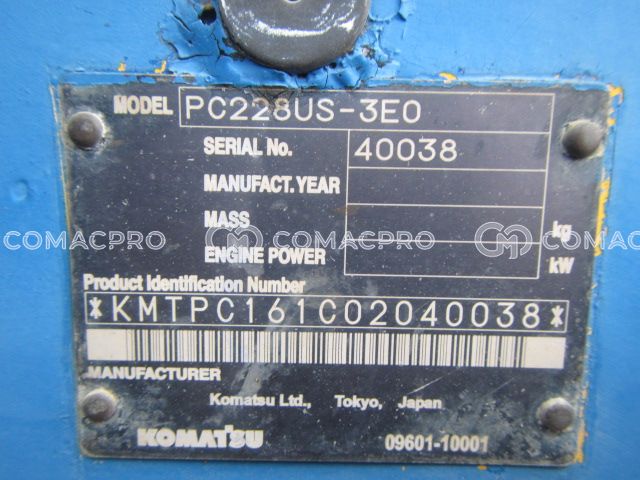 MODEL PC228US-3E0
SERIAL No. 40038
MANUFACT. YEAR
MASS kg
COMACPRO COMACPRO COMACPRO
ENGINE POWER kW
Product Identification Number
*KMTPC161C02040038*
MANUFACTURER
Komatsu Ltd., Tokyo, Japan
KOMATSU 09601-10001